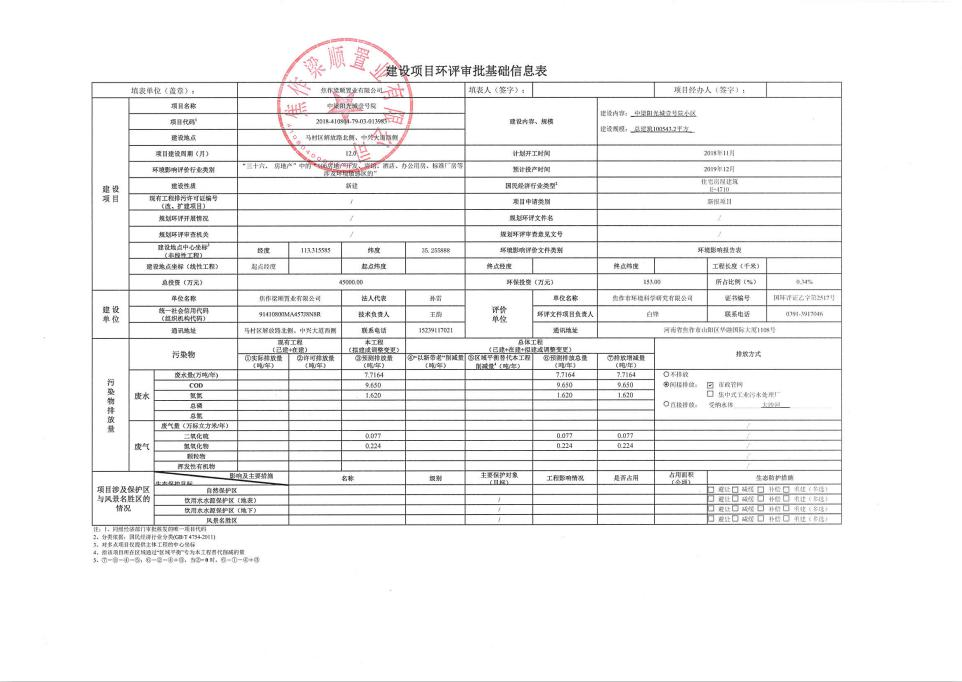 建设项目环评审批基础信息表
填表单位（盖章）： 焦作梁顺置业有限公司 填表人（签字）： 项目经办人（签字）：
建设项目
项目名称 中梁阳光城壹号院
项目代码1 2018-410804-79-03-013983
建设内容、规模 建设内容：_中梁阳光城壹号院小区
建设规模：_总建筑100543.2平方_
建设地点 马村区解放路北侧、中兴大道西侧
项目建设周期（月） 12.0 计划开工时间 2018年11月
环境影响评价行业类别 “三十六、房地产”中的“106房地产开发、宾馆、酒店、办公用房、标准厂房等涉及环境敏感区的” 预计投产时间 2019年12月
建设性质 新建 国民经济行业类型2 住宅房屋建筑
E-4710
现有工程排污许可证编号（改、扩建项目） / 项目申请类别 新报项目
规划环评开展情况 / 规划环评文件名 /
规划环评审查机关 / 规划环评审查意见文号 /
建设地点中心坐标3（非线性工程） 经度 113.315585 纬度 35.255888 环境影响评价文件类别 环境影响报告表
建设地点坐标（线性工程） 起点经度 起点纬度 终点经度 终点纬度 工程长度（千米）
总投资（万元） 45000.00 环保投资（万元） 153.00 所占比例（%） 0.34%
建设单位
单位名称 焦作梁顺置业有限公司 法人代表 孙雷
评价单位
单位名称 焦作市环境科学研究有限公司 证书编号 国环评证乙字第2517号
统一社会信用代码（组织机构代码） 91410800MA457J8N8R 技术负责人 王韵 环评文件项目负责人 白锋 联系电话 0391-3917046
通讯地址 马村区解放路北侧、中兴大道西侧 联系电话 15239117021 通讯地址 河南省焦作市山阳区华融国际大厦1108号
污染物排放量
污染物 现有工程（已建+在建） 本工程（拟建或调整变更） 总体工程（已建+在建+拟建或调整变更） 排放方式
①实际排放量（吨/年） ②许可排放量（吨/年） ③预测排放量（吨/年） ④“以新带老”削减量（吨/年） ⑤区域平衡替代本工程削减量4（吨/年） ⑥预测排放总量（吨/年） ⑦排放增减量（吨/年）
废水
废水量(万吨/年) 7.7164 7.7164 7.7164 不排放
COD 9.650 9.650 9.650 间接排放： 市政管网
氨氮 1.620 1.620 1.620 集中式工业污水处理厂
总磷 直接排放： 受纳水体 大沙河
总氮
废气
废气量（万标立方米/年） /
二氧化硫 0.077 0.077 0.077 /
氮氧化物 0.224 0.224 0.224 /
颗粒物 /
挥发性有机物 /
项目涉及保护区与风景名胜区的情况
影响及主要措施
生态保护目标 名称 级别 主要保护对象（目标） 工程影响情况 是否占用 占用面积（公顷） 生态防护措施
自然保护区 避让 减缓 补偿 重建（多选）
饮用水水源保护区（地表） / 避让 减缓 补偿 重建（多选）
饮用水水源保护区（地下） / 避让 减缓 补偿 重建（多选）
风景名胜区 / 避让 减缓 补偿 重建（多选）
注：1、同级经济部门审批核发的唯一项目代码
2、分类依据：国民经济行业分类(GB/T 4754-2011)
3、对多点项目仅提供主体工程的中心坐标
4、指该项目所在区域通过“区域平衡”专为本工程替代削减的量
5、⑦=③-④-⑤；⑥=②-④+③，当②=0时，⑥=①-④+③
焦作梁顺置业有限公司